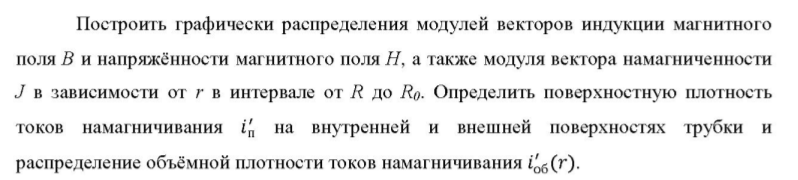 Построить графически распределения модулей векторов индукции магнитного
поля B и напряжённости магнитного поля H, а также модуля вектора намагниченности
J в зависимости от r в интервале от R до R₀. Определить поверхностную плотность
токов намагничивания i′ₙ на внутренней и внешней поверхностях трубки и
распределение объёмной плотности токов намагничивания i′об(r).